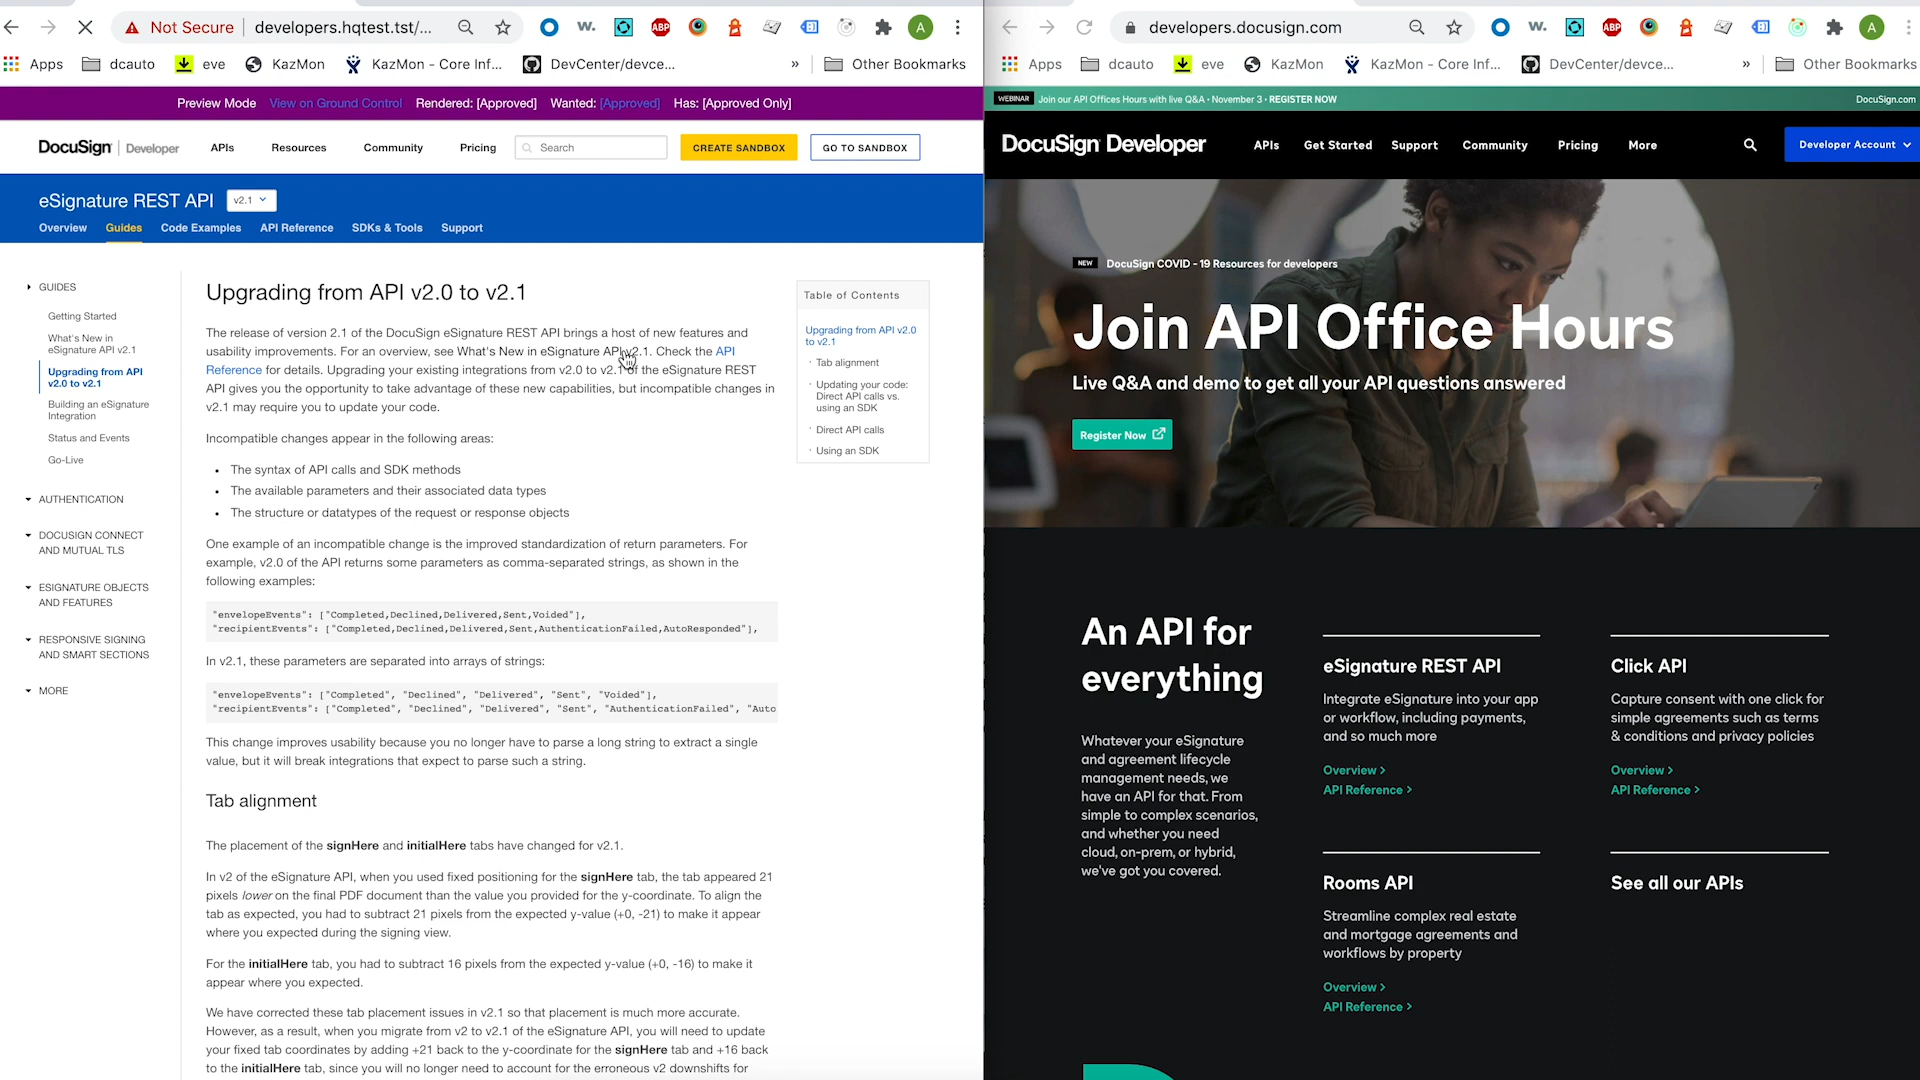 Not Secure developers.hqtest.tst/...
Apps dcauto eve KazMon KazMon - Core Inf... DevCenter/devce... » Other Bookmarks
Preview Mode View on Ground Control Rendered: [Approved] Wanted: [Approved] Has: [Approved Only]
DocuSign Developer APIs Resources Community Pricing Search CREATE SANDBOX GO TO SANDBOX
eSignature REST API v2.1
Overview Guides Code Examples API Reference SDKs & Tools Support
GUIDES
Getting Started
What's New in
eSignature API v2.1
Upgrading from API
v2.0 to v2.1
Building an eSignature
Integration
Status and Events
Go-Live
AUTHENTICATION
DOCUSIGN CONNECT
AND MUTUAL TLS
ESIGNATURE OBJECTS
AND FEATURES
RESPONSIVE SIGNING
AND SMART SECTIONS
MORE
Upgrading from API v2.0 to v2.1
The release of version 2.1 of the DocuSign eSignature REST API brings a host of new features and
usability improvements. For an overview, see What's New in eSignature API v2.1. Check the API
Reference for details. Upgrading your existing integrations from v2.0 to v2.1 of the eSignature REST
API gives you the opportunity to take advantage of these new capabilities, but incompatible changes in
v2.1 may require you to update your code.
Incompatible changes appear in the following areas:
• The syntax of API calls and SDK methods
• The available parameters and their associated data types
• The structure or datatypes of the request or response objects
One example of an incompatible change is the improved standardization of return parameters. For
example, v2.0 of the API returns some parameters as comma-separated strings, as shown in the
following examples:
"envelopeEvents": ["Completed,Declined,Delivered,Sent,Voided"],
"recipientEvents": ["Completed,Declined,Delivered,Sent,AuthenticationFailed,AutoResponded"],
In v2.1, these parameters are separated into arrays of strings:
"envelopeEvents": ["Completed", "Declined", "Delivered", "Sent", "Voided"],
"recipientEvents": ["Completed", "Declined", "Delivered", "Sent", "AuthenticationFailed", "Auto
This change improves usability because you no longer have to parse a long string to extract a single
value, but it will break integrations that expect to parse such a string.
Tab alignment
The placement of the signHere and initialHere tabs have changed for v2.1.
In v2 of the eSignature API, when you used fixed positioning for the signHere tab, the tab appeared 21
pixels lower on the final PDF document than the value you provided for the y-coordinate. To align the
tab as expected, you had to subtract 21 pixels from the expected y-value (+0, -21) to make it appear
where you expected during the signing view.
For the initialHere tab, you had to subtract 16 pixels from the expected y-value (+0, -16) to make it
appear where you expected.
We have corrected these tab placement issues in v2.1 so that placement is much more accurate.
However, as a result, when you migrate from v2 to v2.1 of the eSignature API, you will need to update
your fixed tab coordinates by adding +21 back to the y-coordinate for the signHere tab and +16 back
to the initialHere tab, since you will no longer need to account for the erroneous v2 downshifts for
Table of Contents
Upgrading from API v2.0
to v2.1
Tab alignment
Updating your code:
Direct API calls vs.
using an SDK
Direct API calls
Using an SDK
w. ABP A
developers.docusign.com
w. ABP A
Apps dcauto eve KazMon KazMon - Core Inf... DevCenter/devce... » Other Bookmarks
WEBINAR Join our API Offices Hours with live Q&A • November 3 • REGISTER NOW DocuSign.com
DocuSign Developer APIs Get Started Support Community Pricing More Developer Account
NEW DocuSign COVID - 19 Resources for developers
Join API Office Hours
Live Q&A and demo to get all your API questions answered
Register Now
An API for
everything
Whatever your eSignature
and agreement lifecycle
management needs, we
have an API for that. From
simple to complex scenarios,
and whether you need
cloud, on-prem, or hybrid,
we've got you covered.
eSignature REST API
Integrate eSignature into your app
or workflow, including payments,
and so much more
Overview >
API Reference >
Click API
Capture consent with one click for
simple agreements such as terms
& conditions and privacy policies
Overview >
API Reference >
Rooms API
Streamline complex real estate
and mortgage agreements and
workflows by property
Overview >
API Reference >
See all our APIs